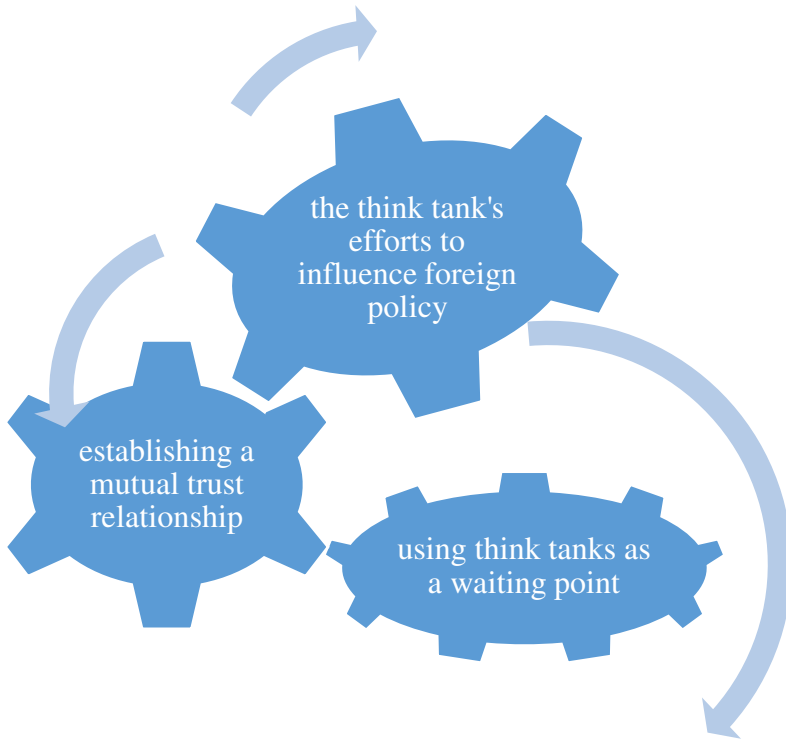 the think tank's
efforts to
influence foreign
policy
establishing a
mutual trust
relationship
using think tanks as
a waiting point